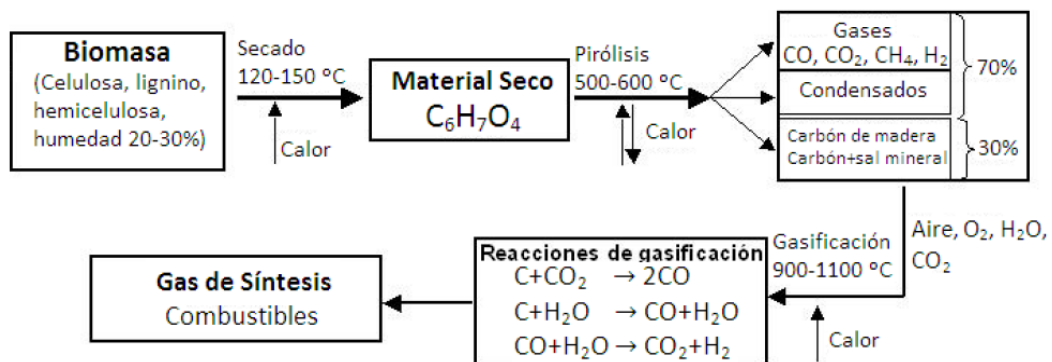 Biomasa
(Celulosa, lignino,
hemicelulosa,
humedad 20-30%)
Secado
120-150 °C
Calor
Material Seco
C₆H₇O₄
Pirólisis
500-600 °C
Calor
Gases
CO, CO₂, CH₄, H₂
Condensados
70%
Carbón de madera
Carbón+sal mineral
30%
Aire, O₂, H₂O,
CO₂
Gasificación
900-1100 °C
Calor
Reacciones de gasificación
C+CO₂ → 2CO
C+H₂O → CO+H₂O
CO+H₂O → CO₂+H₂
Gas de Síntesis
Combustibles